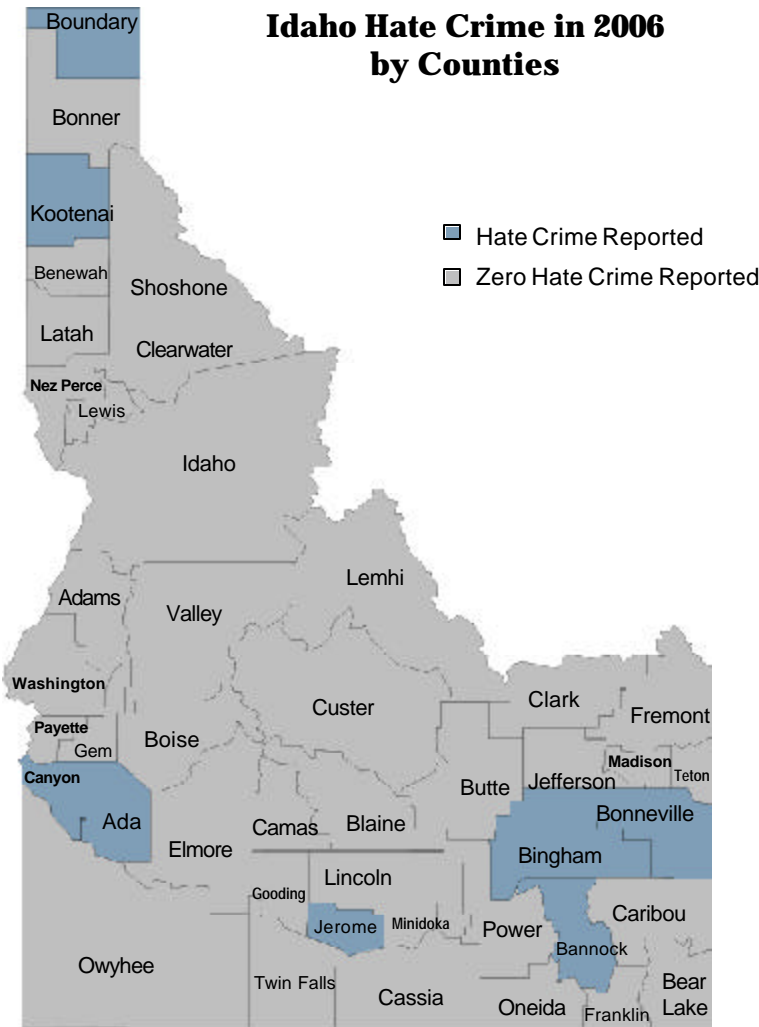 Idaho Hate Crime in 2006
by Counties
Boundary
Bonner
Kootenai
Hate Crime Reported
Zero Hate Crime Reported
Benewah
Shoshone
Latah
Clearwater
Nez Perce
Lewis
Idaho
Lemhi
Adams
Valley
Washington
Custer
Clark
Fremont
Payette
Gem
Boise
Madison
Teton
Canyon
Butte
Jefferson
Ada
Bonneville
Camas
Blaine
Elmore
Bingham
Lincoln
Gooding
Jerome
Minidoka
Power
Caribou
Bannock
Owyhee
Twin Falls
Cassia
Oneida
Franklin
Bear
Lake